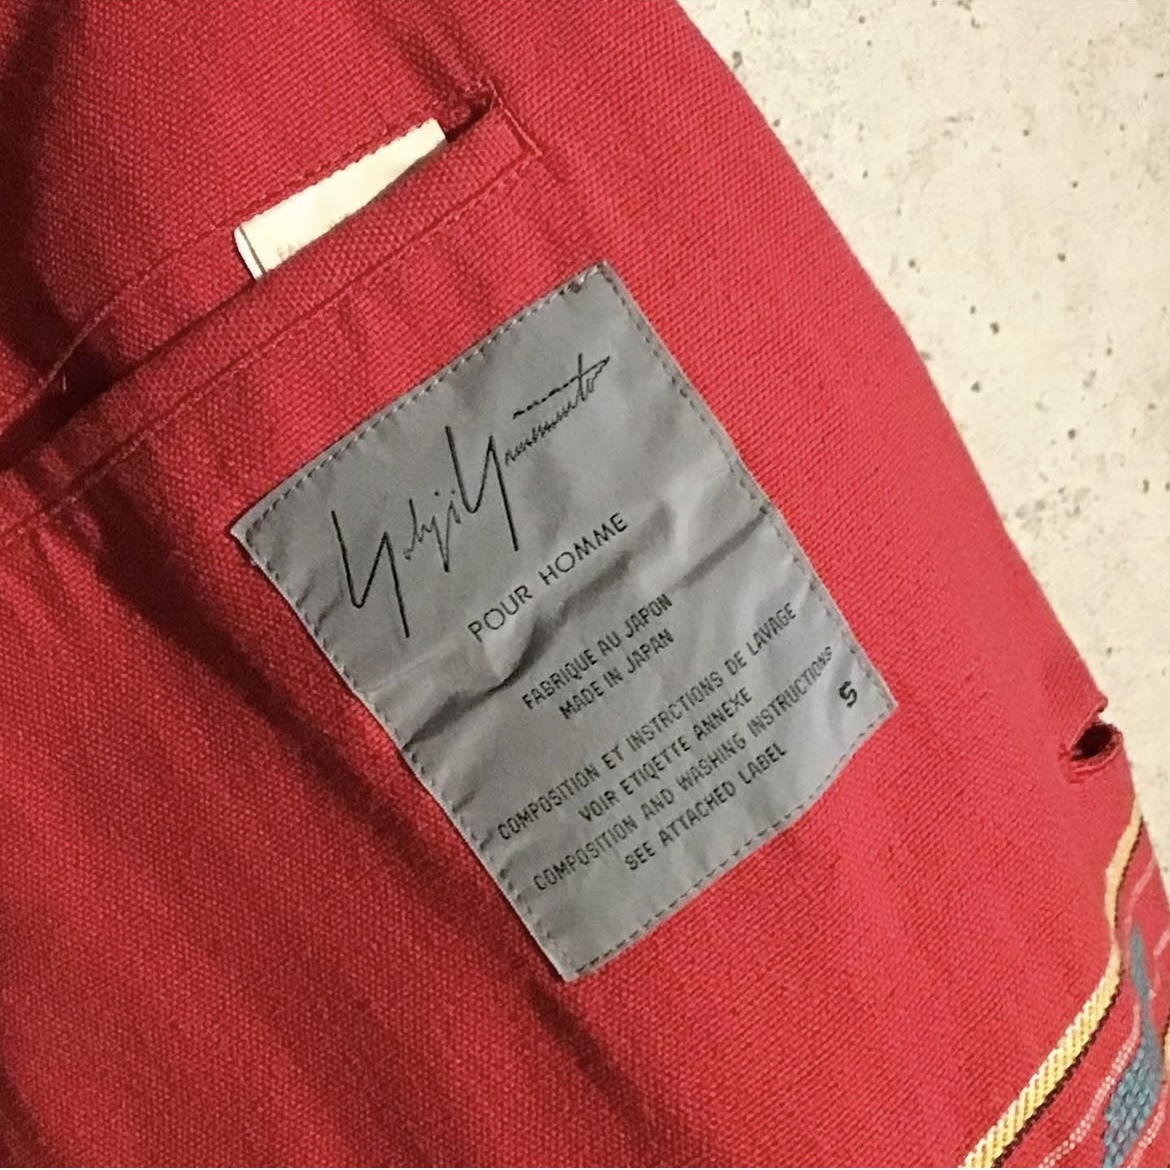 Yohji Yamamoto
POUR HOMME
FABRIQUE AU JAPON
MADE IN JAPAN
COMPOSITION ET INSTRCTIONS DE LAVAGE
VOIR ETIQETTE ANNEXE
COMPOSITION AND WASHING INSTRUCTIONS
SEE ATTACHED LABEL
S